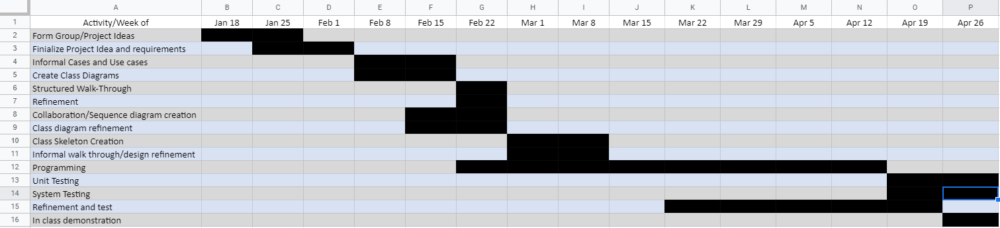 A B C D E F G H I J K L M N O P
1 Activity/Week of Jan 18 Jan 25 Feb 1 Feb 8 Feb 15 Feb 22 Mar 1 Mar 8 Mar 15 Mar 22 Mar 29 Apr 5 Apr 12 Apr 19 Apr 26
2 Form Group/Project Ideas
3 Finialize Project Idea and requirements
4 Informal Cases and Use cases
5 Create Class Diagrams
6 Structured Walk-Through
7 Refinement
8 Collaboration/Sequence diagram creation
9 Class diagram refinement
10 Class Skeleton Creation
11 Informal walk through/design refinement
12 Programming
13 Unit Testing
14 System Testing
15 Refinement and test
16 In class demonstration